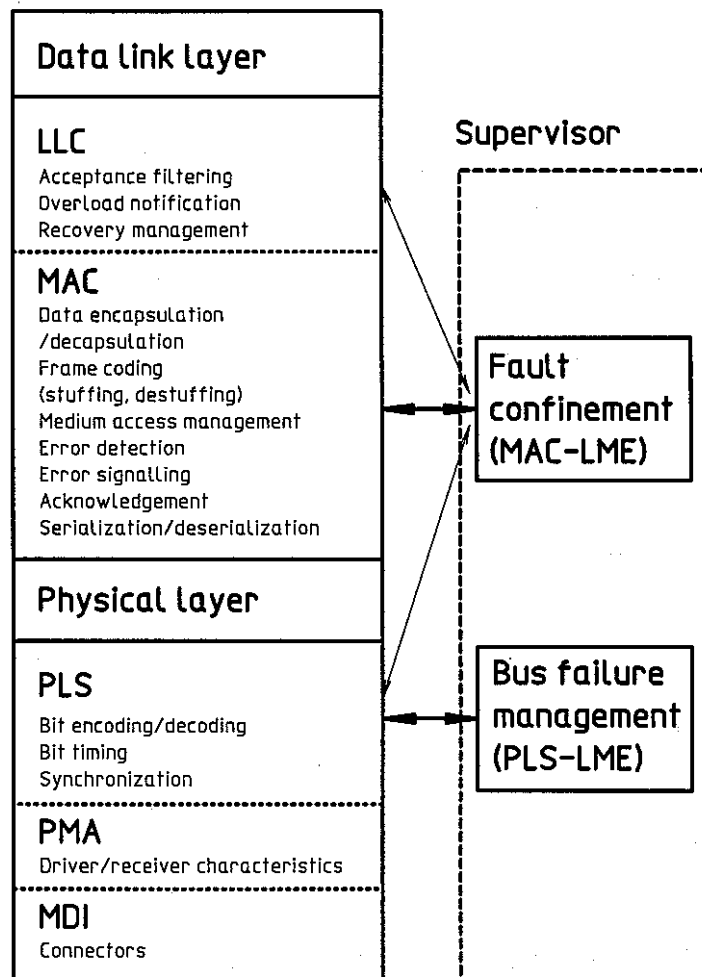 Data link layer
LLC
Acceptance filtering
Overload notification
Recovery management
MAC
Data encapsulation
/decapsulation
Frame coding
(stuffing, destuffing)
Medium access management
Error detection
Error signalling
Acknowledgement
Serialization/deserialization
Physical layer
PLS
Bit encoding/decoding
Bit timing
Synchronization
PMA
Driver/receiver characteristics
MDI
Connectors
Supervisor
Fault
confinement
(MAC-LME)
Bus failure
management
(PLS-LME)